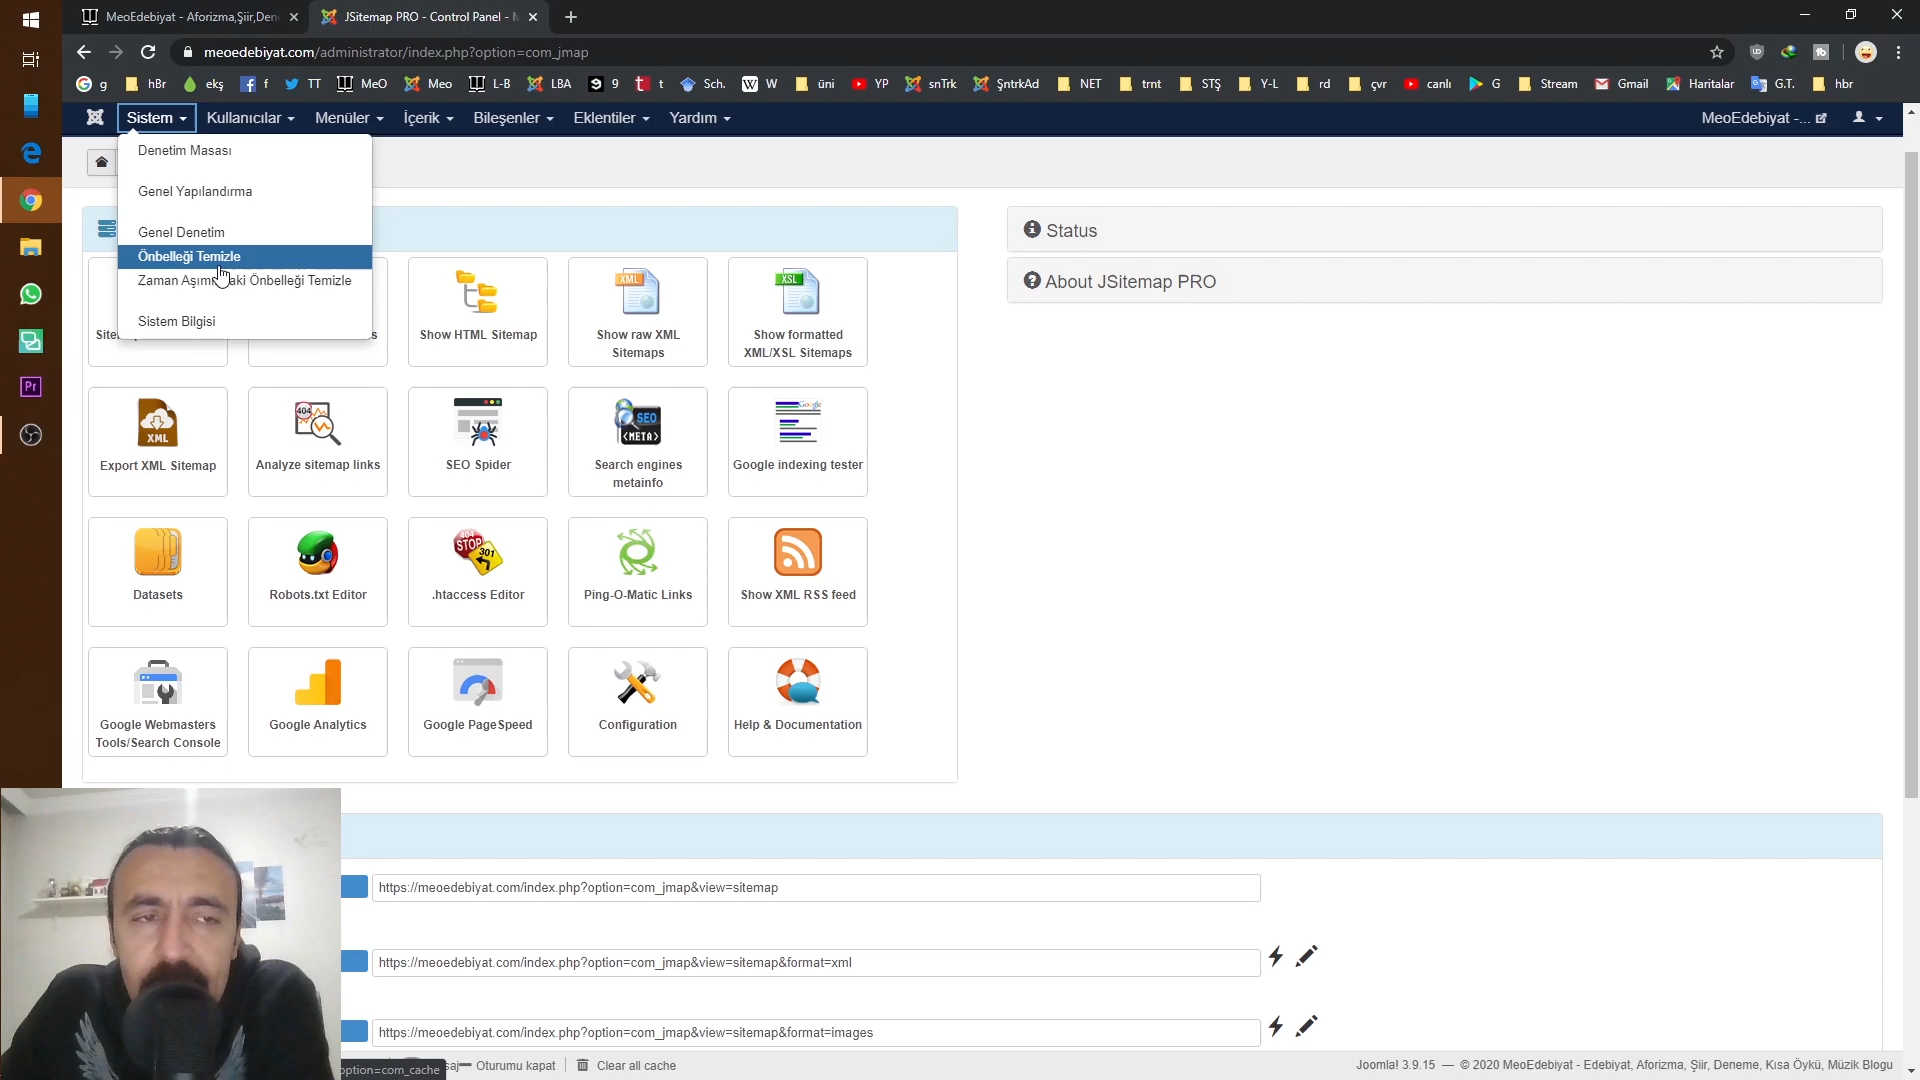 MeoEdebiyat - Aforizma,Şiir,Den
JSitemap PRO - Control Panel - M
meoedebiyat.com/administrator/index.php?option=com_jmap
g hBr ekş f TT MeO Meo L-B LBA 9 t Sch. W üni YP snTrk ŞntrkAd NET trnt STŞ Y-L rd çvr canlı G Stream Gmail Haritalar G.T. hbr
Sistem Kullanıcılar Menüler İçerik Bileşenler Eklentiler Yardım MeoEdebiyat -...
Denetim Masası
Genel Yapılandırma
Genel Denetim
Önbelleği Temizle
Zaman Aşımı aki Önbelleği Temizle
Sistem Bilgisi
Status
About JSitemap PRO
Show HTML Sitemap
Show raw XML
Sitemaps
Show formatted
XML/XSL Sitemaps
Export XML Sitemap
Analyze sitemap links
SEO Spider
Search engines
metainfo
Google indexing tester
Datasets
Robots.txt Editor
.htaccess Editor
Ping-O-Matic Links
Show XML RSS feed
Google Webmasters
Tools/Search Console
Google Analytics
Google PageSpeed
Configuration
Help & Documentation
https://meoedebiyat.com/index.php?option=com_jmap&view=sitemap
https://meoedebiyat.com/index.php?option=com_jmap&view=sitemap&format=xml
https://meoedebiyat.com/index.php?option=com_jmap&view=sitemap&format=images
option=com_cache
Oturumu kapat
Clear all cache
Joomla! 3.9.15 — © 2020 MeoEdebiyat - Edebiyat, Aforizma, Şiir, Deneme, Kısa Öykü, Müzik Blogu